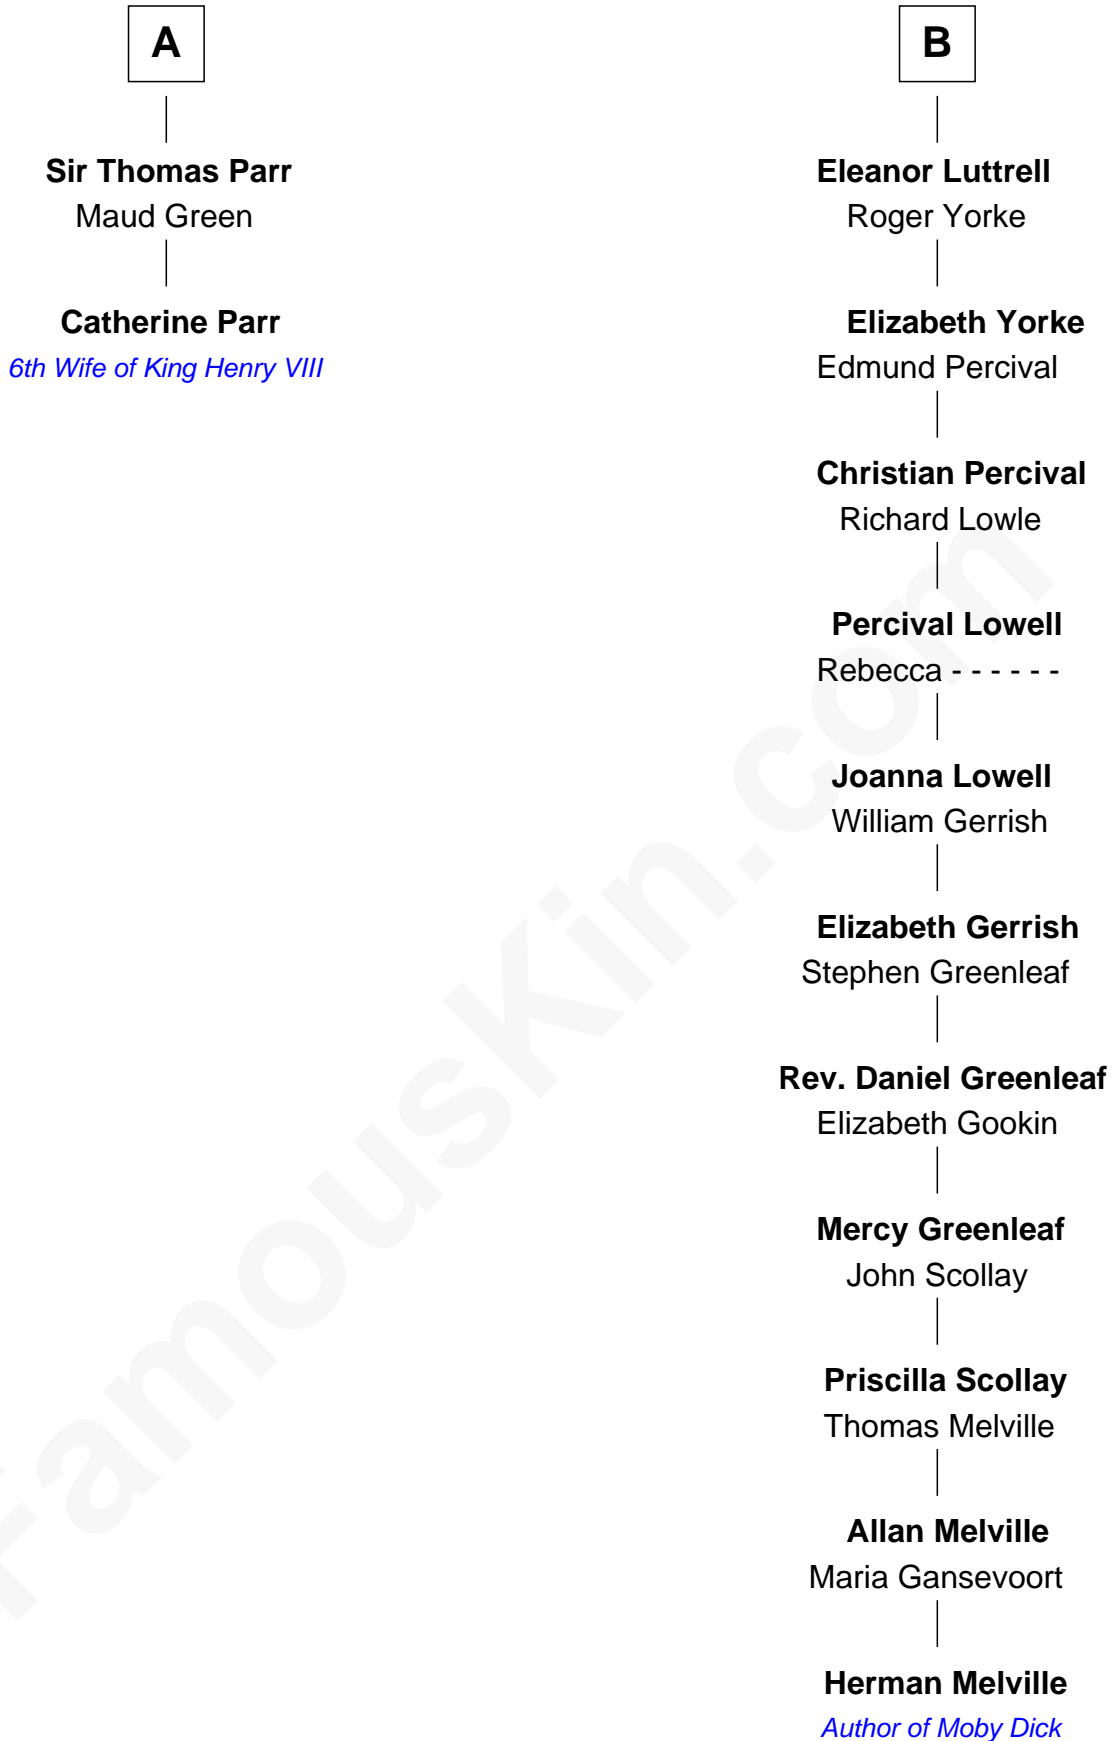 A
Sir Thomas Parr
Maud Green
Catherine Parr
6th Wife of King Henry VIII
B
Eleanor Luttrell
Roger Yorke
Elizabeth Yorke
Edmund Percival
Christian Percival
Richard Lowle
Percival Lowell
Rebecca - - - - - -
Joanna Lowell
William Gerrish
Elizabeth Gerrish
Stephen Greenleaf
Rev. Daniel Greenleaf
Elizabeth Gookin
Mercy Greenleaf
John Scollay
Priscilla Scollay
Thomas Melville
Allan Melville
Maria Gansevoort
Herman Melville
Author of Moby Dick
FamousKin.com